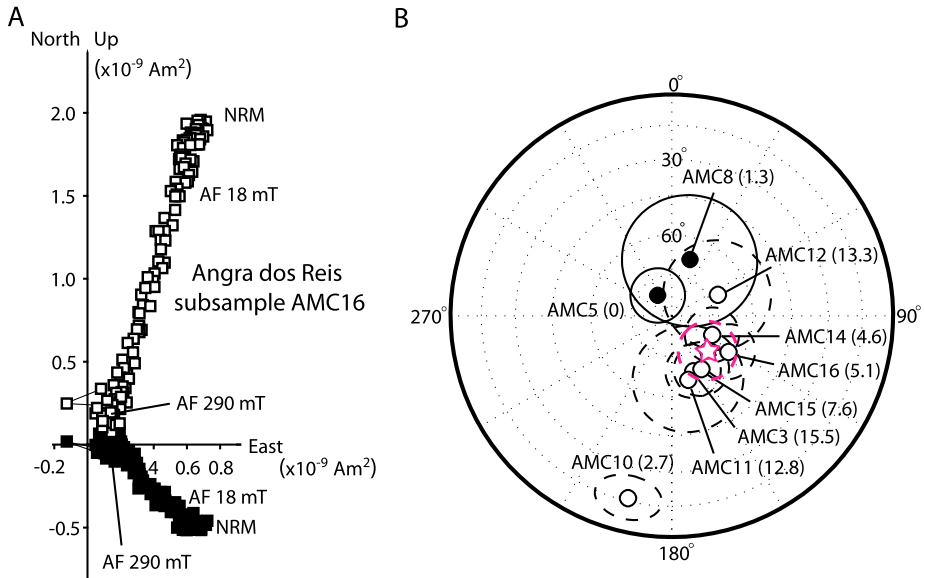 A
North Up
(x10⁻⁹ Am²)
2.0
NRM
1.5
AF 18 mT
1.0
Angra dos Reis
subsample AMC16
0.5
AF 290 mT
East
-0.2
4 0.6 0.8
(x10⁻⁹ Am²)
AF 18 mT
-0.5
NRM
AF 290 mT
B
0°
30°
AMC8 (1.3)
60°
AMC12 (13.3)
AMC5 (0)
270°
90°
AMC14 (4.6)
AMC16 (5.1)
AMC15 (7.6)
AMC3 (15.5)
AMC10 (2.7)
AMC11 (12.8)
180°